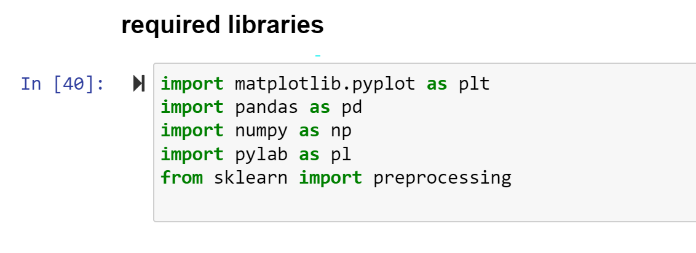 required libraries
In [40]:
import matplotlib.pyplot as plt
import pandas as pd
import numpy as np
import pylab as pl
from sklearn import preprocessing